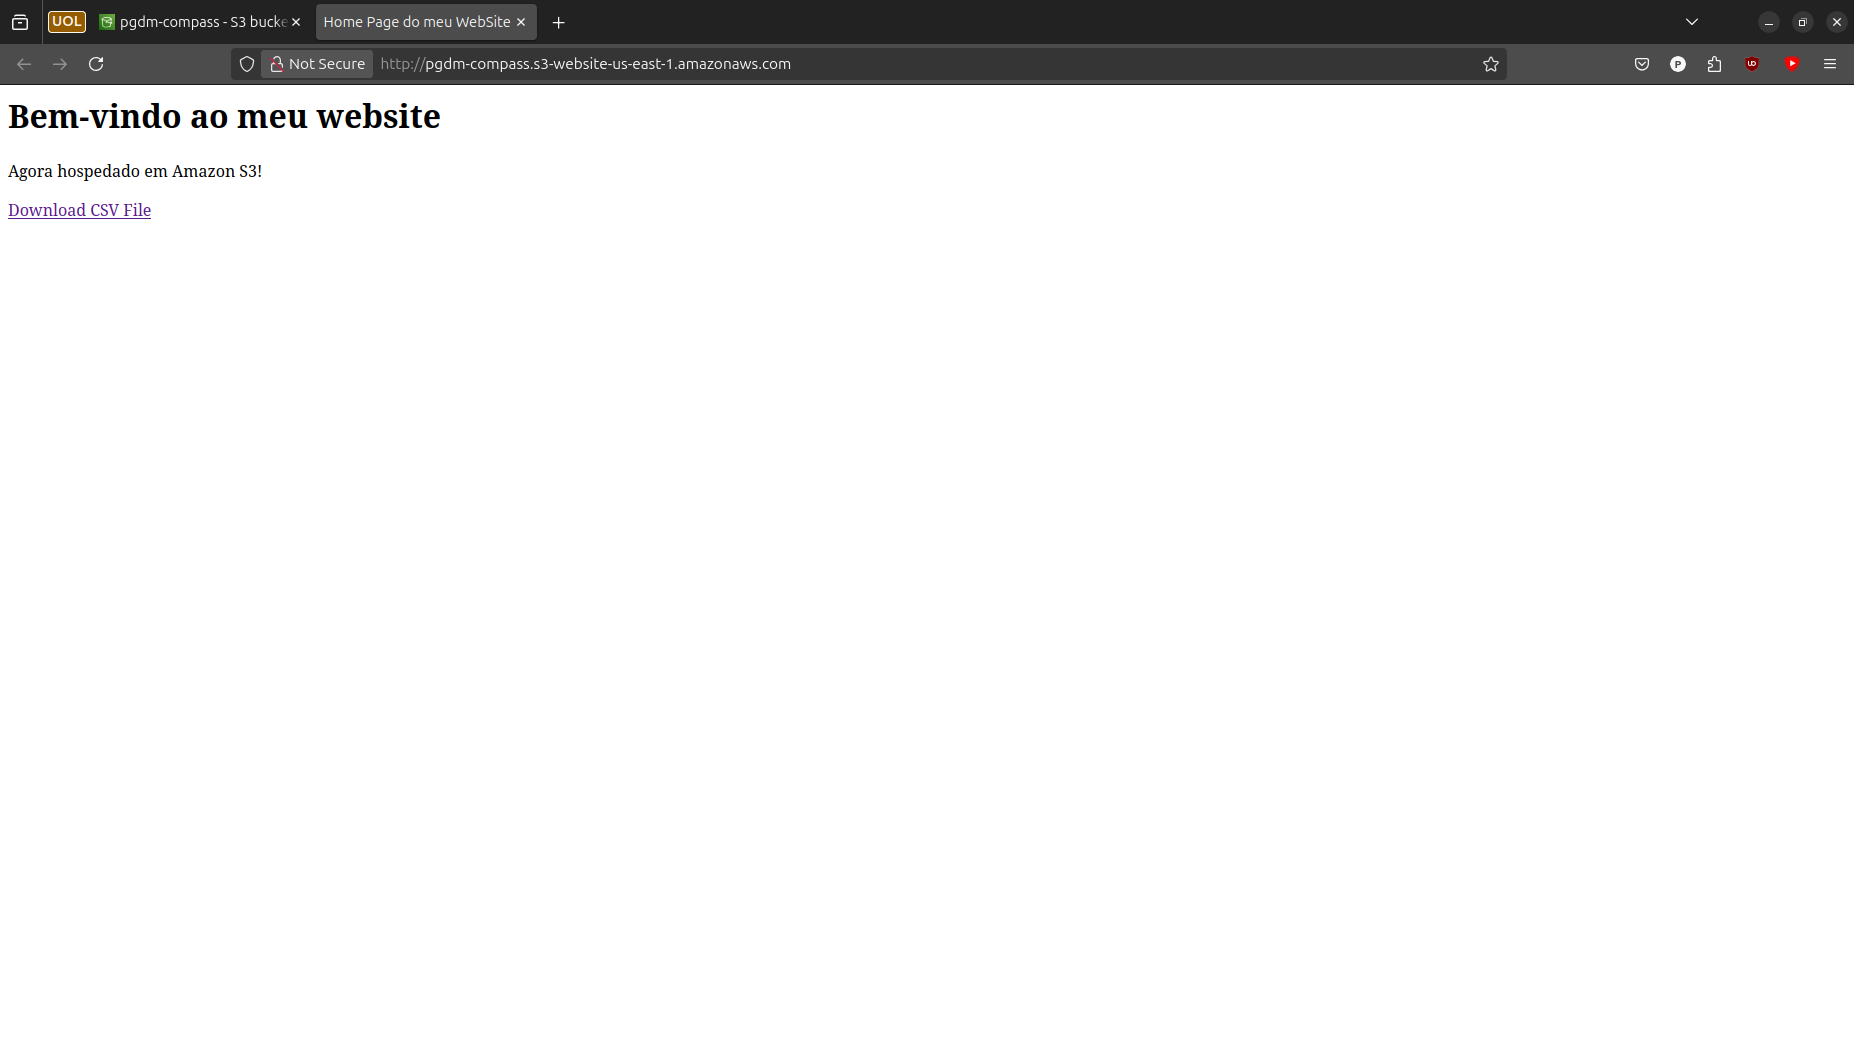 UOL
pgdm-compass - S3 bucke
Home Page do meu WebSite
Not Secure
http://pgdm-compass.s3-website-us-east-1.amazonaws.com
P
Bem-vindo ao meu website
Agora hospedado em Amazon S3!
Download CSV File